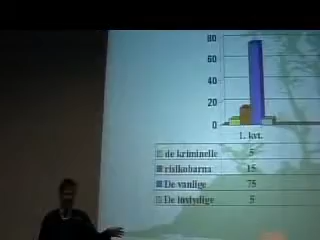 80
60
40
20
0
1. kvt.
de kriminelle 5
risikobarna 15
De vanlige 75
De lovlydige 5